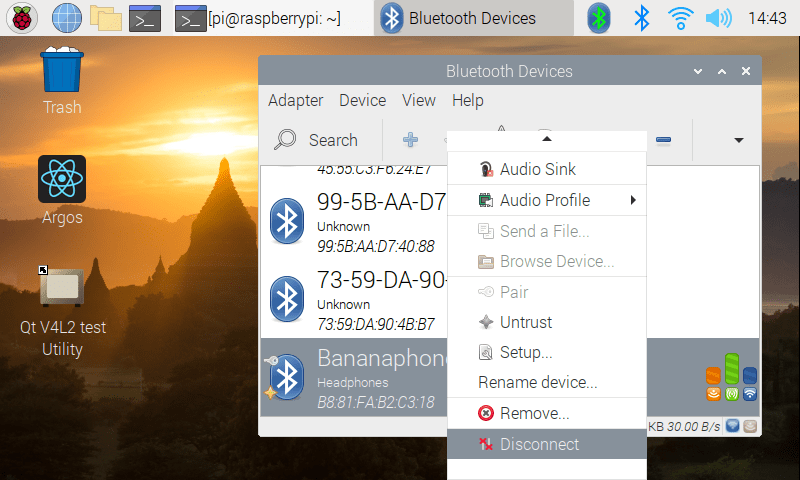 [pi@raspberrypi: ~]
Bluetooth Devices
14:43
Trash
Argos
Qt V4L2 test
Utility
Bluetooth Devices
Adapter Device View Help
Search
45:55:C3:F6:24:E7
99-5B-AA-D7
Unknown
99:5B:AA:D7:40:88
73-59-DA-90-
Unknown
73:59:DA:90:4B:B7
Bananaphone
Headphones
B8:81:FA:B2:C3:18
KB 30.00 B/s
Audio Sink
Audio Profile
Send a File...
Browse Device...
Pair
Untrust
Setup...
Rename device...
Remove...
Disconnect